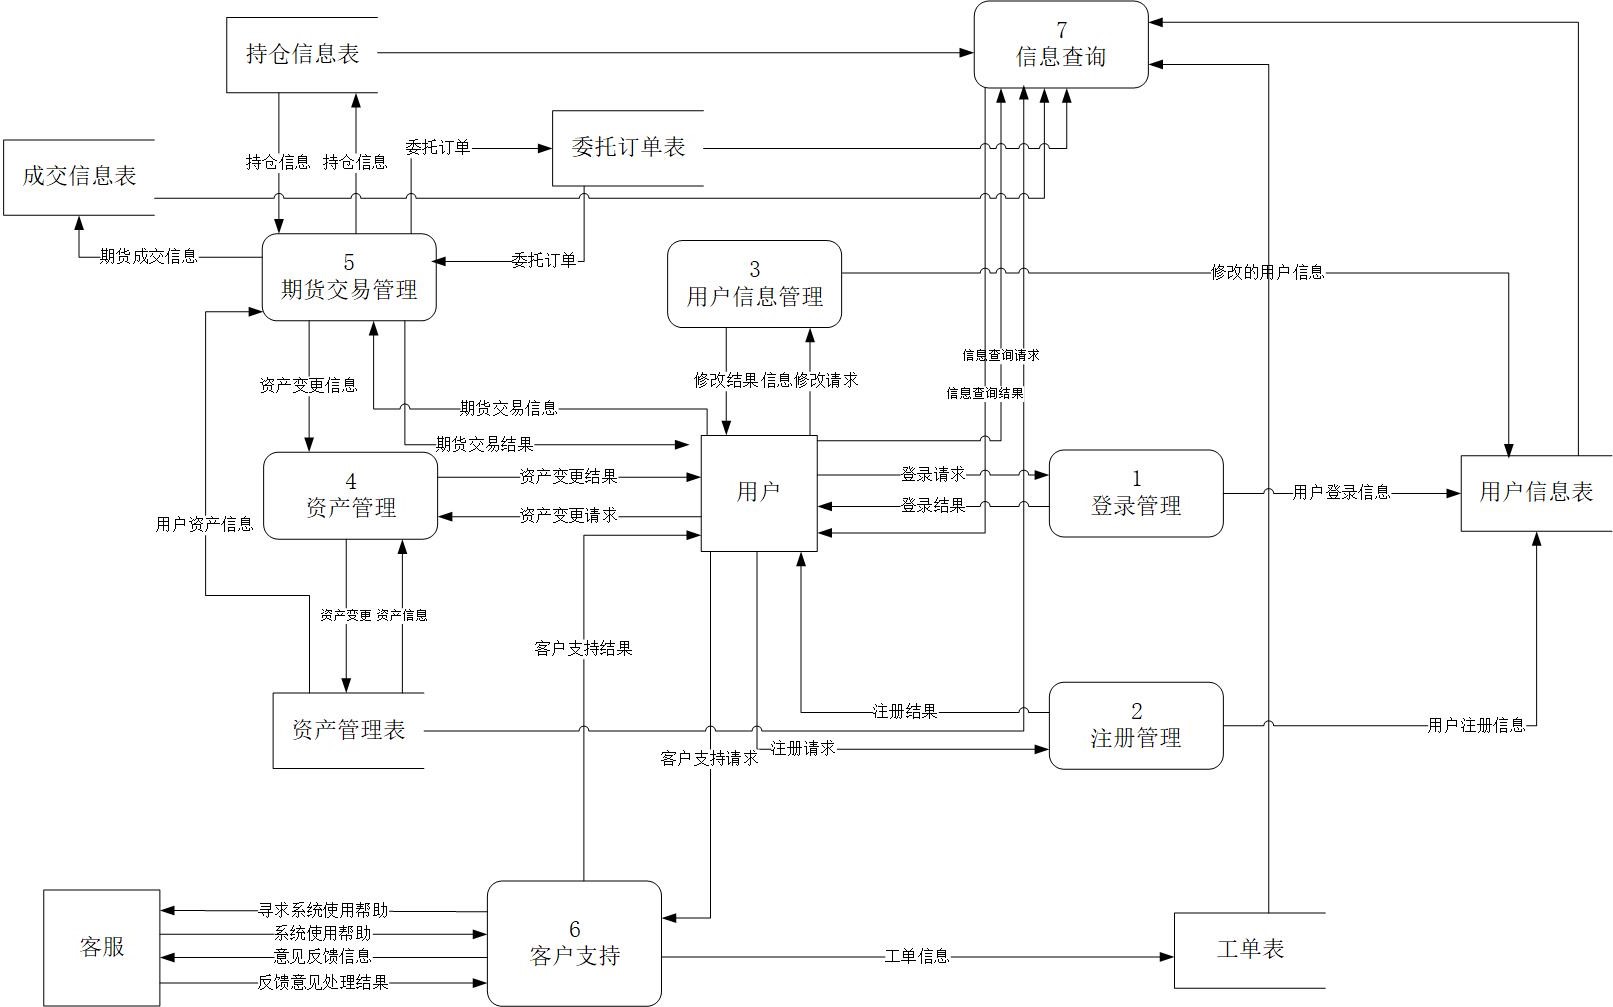 7
信息查询
持仓信息表
委托订单
委托订单表
持仓信息
持仓信息
成交信息表
期货成交信息
委托订单
5
期货交易管理
3
用户信息管理
修改的用户信息
信息查询请求
资产变更信息
修改结果
信息修改请求
信息查询结果
期货交易信息
期货交易结果
4
资产管理
资产变更结果
用户
登录请求
1
登录管理
用户登录信息
用户信息表
登录结果
资产变更请求
用户资产信息
资产变更
资产信息
客户支持结果
资产管理表
注册结果
2
注册管理
用户注册信息
注册请求
客户支持请求
客服
寻求系统使用帮助
系统使用帮助
意见反馈信息
反馈意见处理结果
6
客户支持
工单信息
工单表